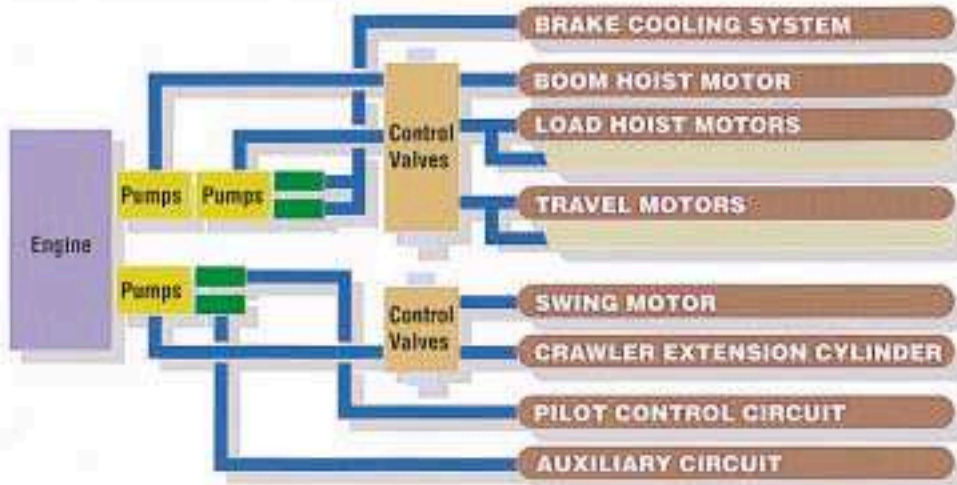 BRAKE COOLING SYSTEM
BOOM HOIST MOTOR
LOAD HOIST MOTORS
Control
Valves
Pumps
Pumps
TRAVEL MOTORS
Engine
Pumps
SWING MOTOR
Control
Valves
CRAWLER EXTENSION CYLINDER
PILOT CONTROL CIRCUIT
AUXILIARY CIRCUIT